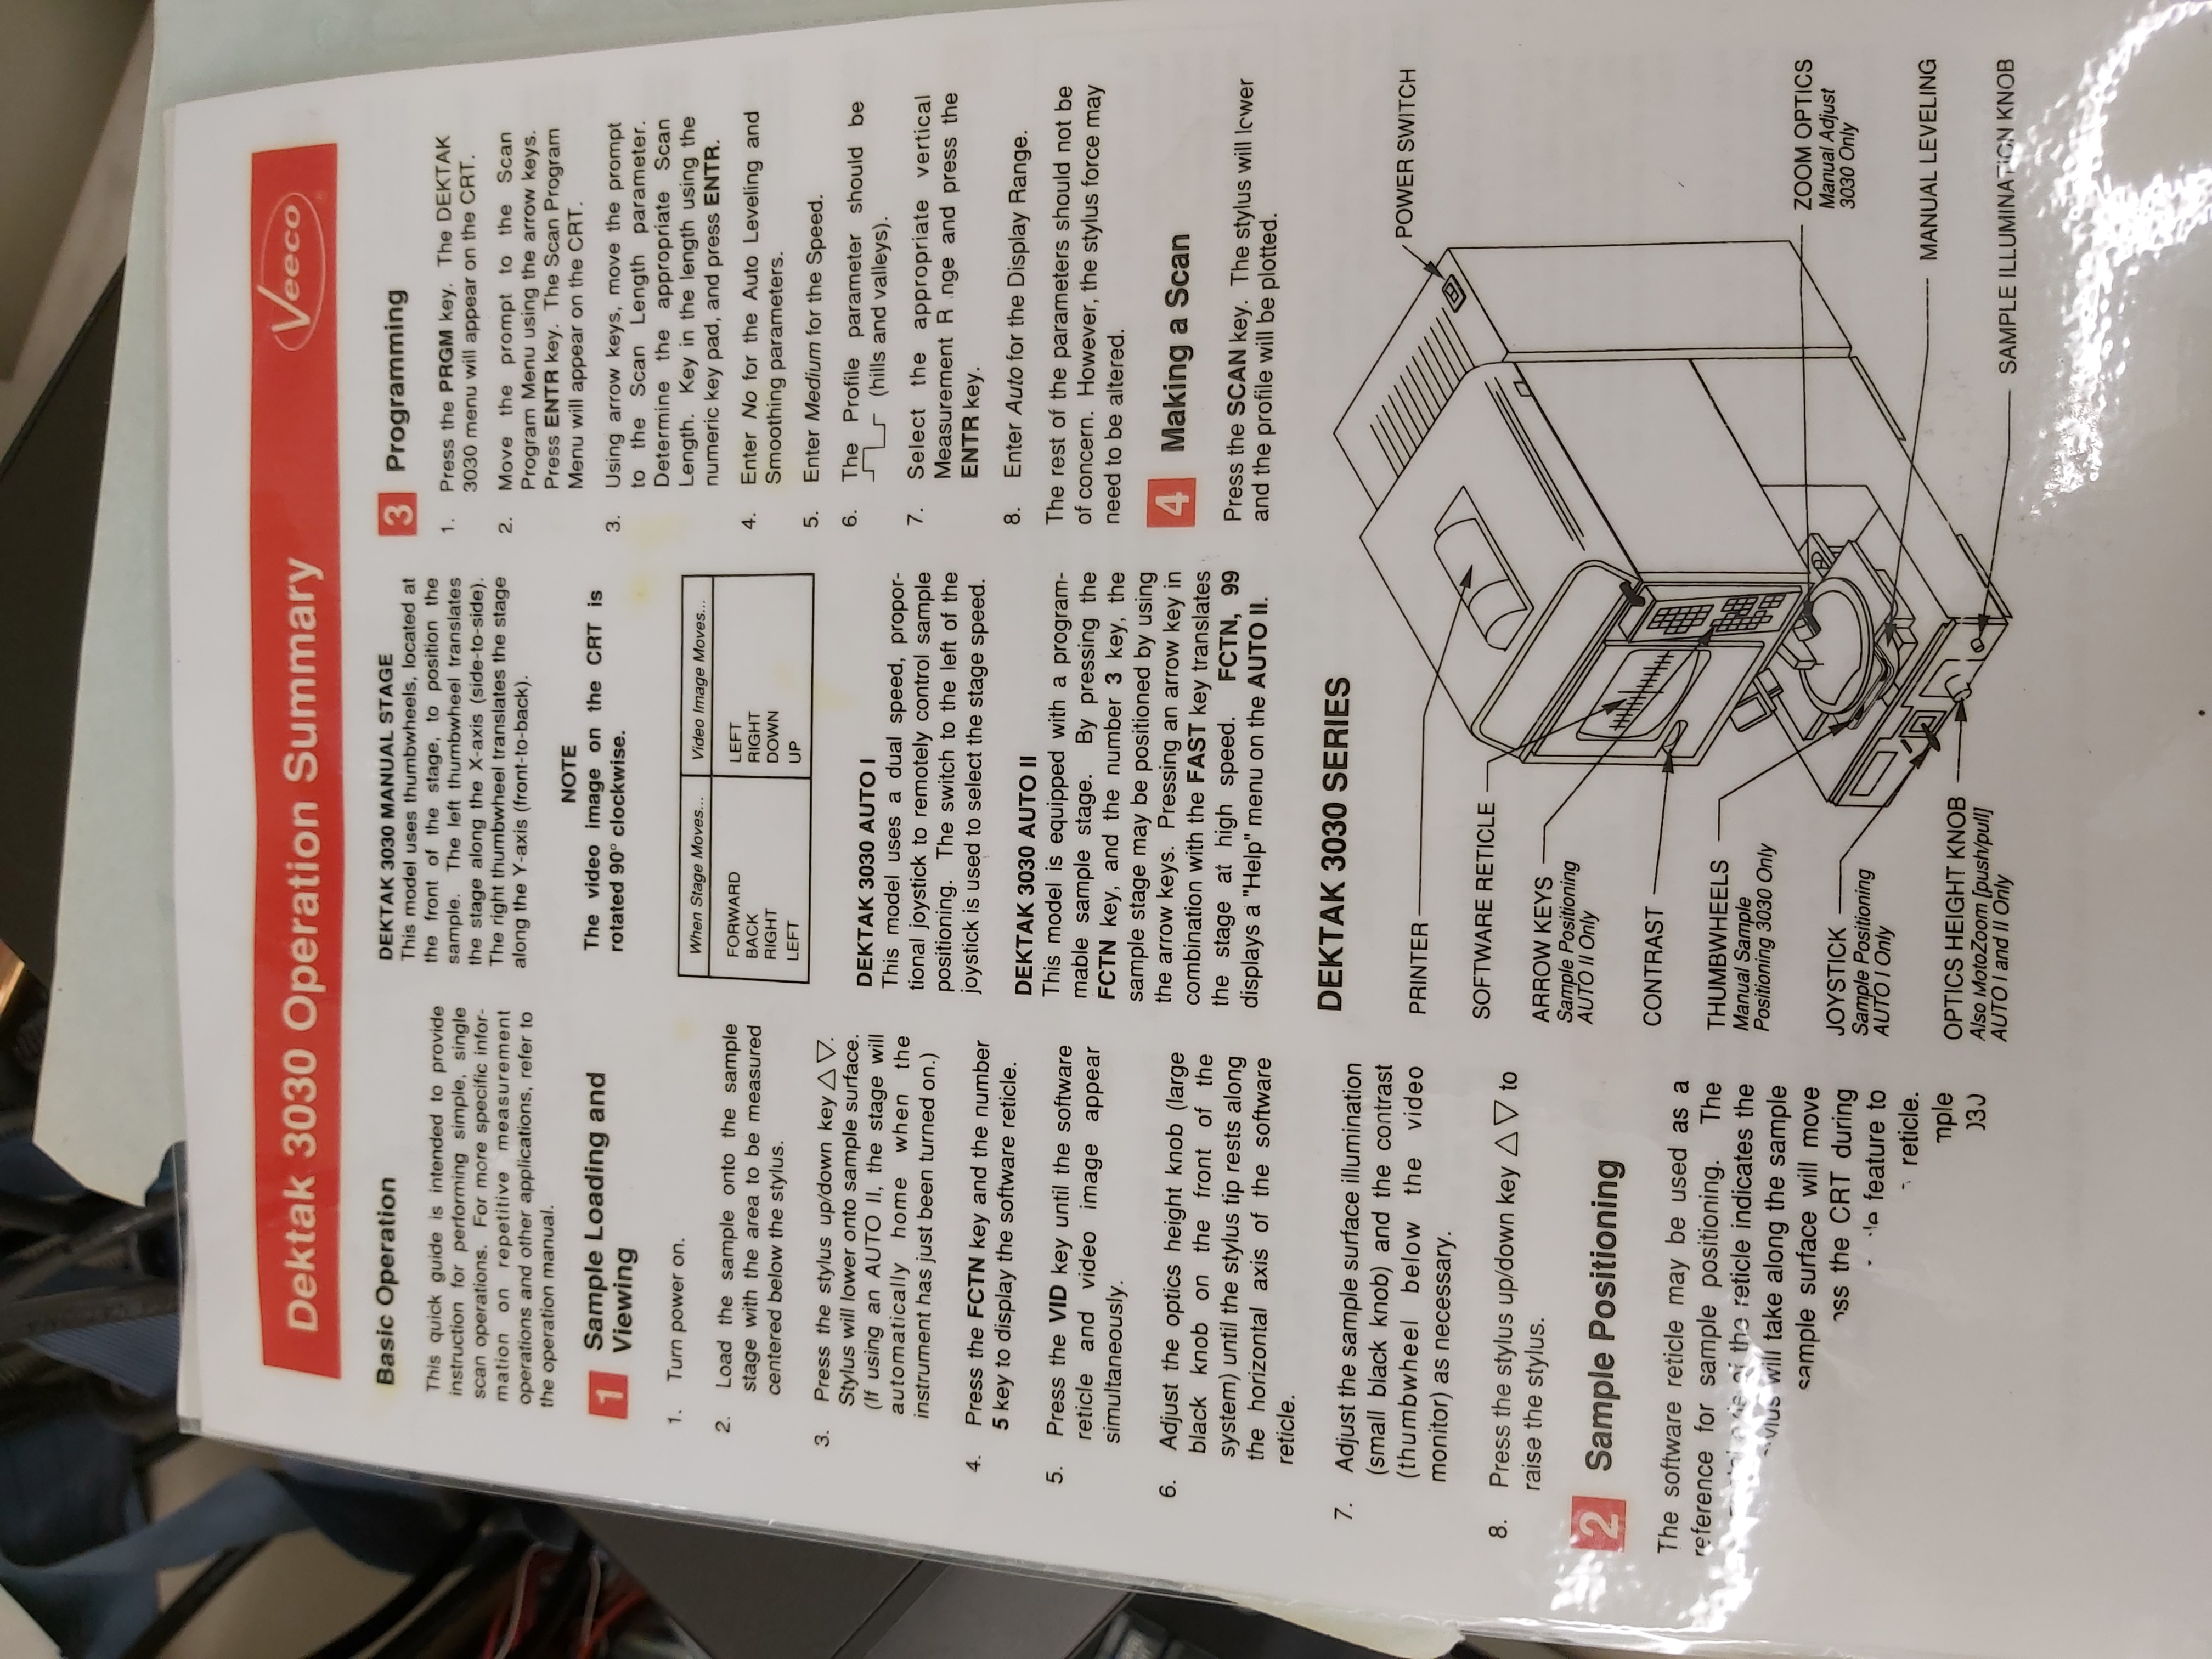 Dektak 3030 Operation Summary
Veeco
Basic Operation
This quick guide is intended to provide
instruction for performing simple, single
scan operations. For more specific infor-
mation on repetitive measurement
operations and other applications, refer to
the operation manual.
1 Sample Loading and
Viewing
1. Turn power on.
2. Load the sample onto the sample
stage with the area to be measured
centered below the stylus.
3. Press the stylus up/down key △ ▽.
Stylus will lower onto sample surface.
(If using an AUTO II, the stage will
automatically home when the
instrument has just been turned on.)
4. Press the FCTN key and the number
5 key to display the software reticle.
5. Press the VID key until the software
reticle and video image appear
simultaneously.
6. Adjust the optics height knob (large
black knob on the front of the
system) until the stylus tip rests along
the horizontal axis of the software
reticle.
7. Adjust the sample surface illumination
(small black knob) and the contrast
(thumbwheel below the video
monitor) as necessary.
8. Press the stylus up/down key △ ▽ to
raise the stylus.
2 Sample Positioning
The software reticle may be used as a
reference for sample positioning. The
axis of the reticle indicates the
will take along the sample
sample surface will move
the CRT during
feature to
reticle.
DEKTAK 3030 MANUAL STAGE
This model uses thumbwheels, located at
the front of the stage, to position the
sample. The left thumbwheel translates
the stage along the X-axis (side-to-side).
The right thumbwheel translates the stage
along the Y-axis (front-to-back).
NOTE
The video image on the CRT is
rotated 90° clockwise.
When Stage Moves... Video Image Moves...
FORWARD LEFT
BACK RIGHT
RIGHT DOWN
LEFT UP
DEKTAK 3030 AUTO I
This model uses a dual speed, propor-
tional joystick to remotely control sample
positioning. The switch to the left of the
joystick is used to select the stage speed.
DEKTAK 3030 AUTO II
This model is equipped with a program-
mable sample stage. By pressing the
FCTN key, and the number 3 key, the
sample stage may be positioned by using
the arrow keys. Pressing an arrow key in
combination with the FAST key translates
the stage at high speed. FCTN, 99
displays a "Help" menu on the AUTO II.
3 Programming
1. Press the PRGM key. The DEKTAK
3030 menu will appear on the CRT.
2. Move the prompt to the Scan
Program Menu using the arrow keys.
Press ENTR key. The Scan Program
Menu will appear on the CRT.
3. Using arrow keys, move the prompt
to the Scan Length parameter.
Determine the appropriate Scan
Length. Key in the length using the
numeric key pad, and press ENTR.
4. Enter No for the Auto Leveling and
Smoothing parameters.
5. Enter Medium for the Speed.
6. The Profile parameter should be
(hills and valleys).
7. Select the appropriate vertical
Measurement R nge and press the
ENTR key.
8. Enter Auto for the Display Range.
The rest of the parameters should not be
of concern. However, the stylus force may
need to be altered.
4 Making a Scan
Press the SCAN key. The stylus will lower
and the profile will be plotted.
DEKTAK 3030 SERIES
PRINTER
SOFTWARE RETICLE
ARROW KEYS
Sample Positioning
AUTO II Only
CONTRAST
THUMBWHEELS
Manual Sample
Positioning 3030 Only
JOYSTICK
Sample Positioning
AUTO I Only
OPTICS HEIGHT KNOB
Also MotoZoom [push/pull]
AUTO I and II Only
POWER SWITCH
ZOOM OPTICS
Manual Adjust
3030 Only
MANUAL LEVELING
SAMPLE ILLUMINATION KNOB